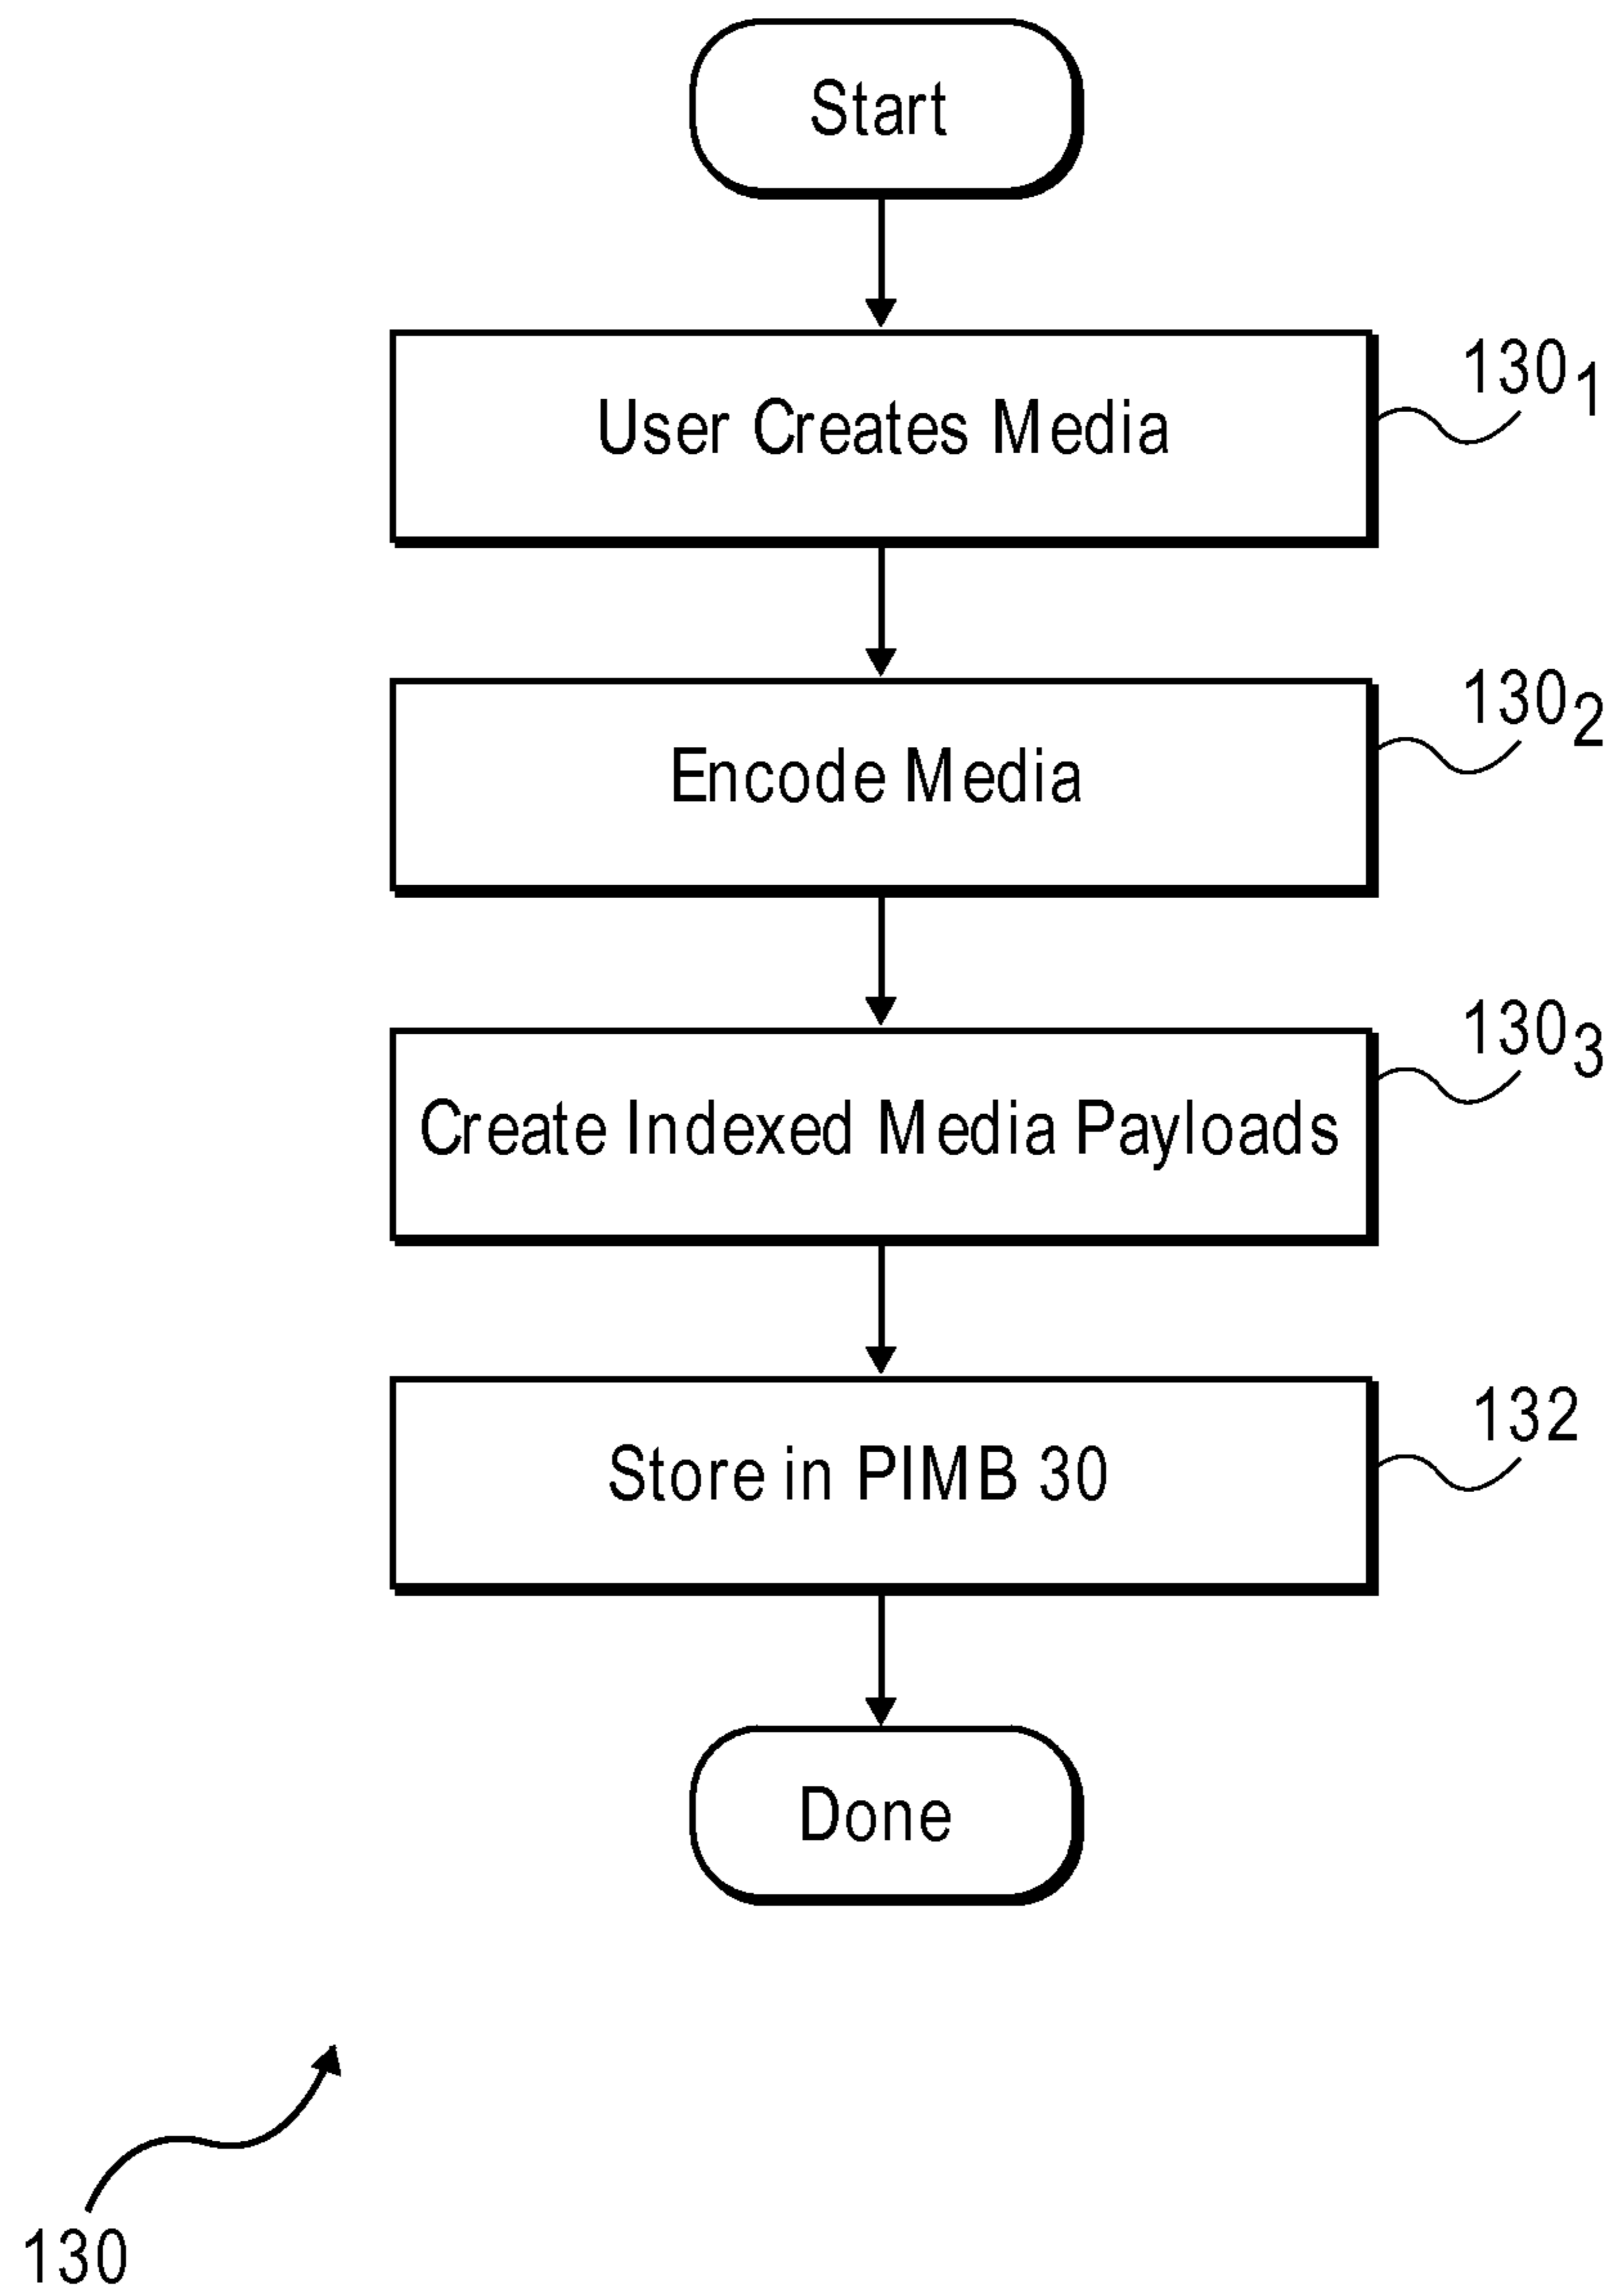 Start
User Creates Media
130₁
Encode Media
130₂
Create Indexed Media Payloads
130₃
Store in PIMB 30
132
Done
130